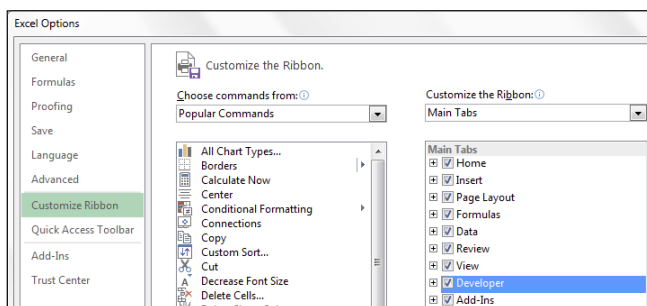 Excel Options
General
Formulas
Proofing
Save
Language
Advanced
Customize Ribbon
Quick Access Toolbar
Add-Ins
Trust Center
Customize the Ribbon.
Choose commands from:
Popular Commands
All Chart Types...
Borders
Calculate Now
Center
Conditional Formatting
Connections
Copy
Custom Sort...
Cut
Decrease Font Size
Delete Cells...
Customize the Ribbon:
Main Tabs
Main Tabs
Home
Insert
Page Layout
Formulas
Data
Review
View
Developer
Add-Ins